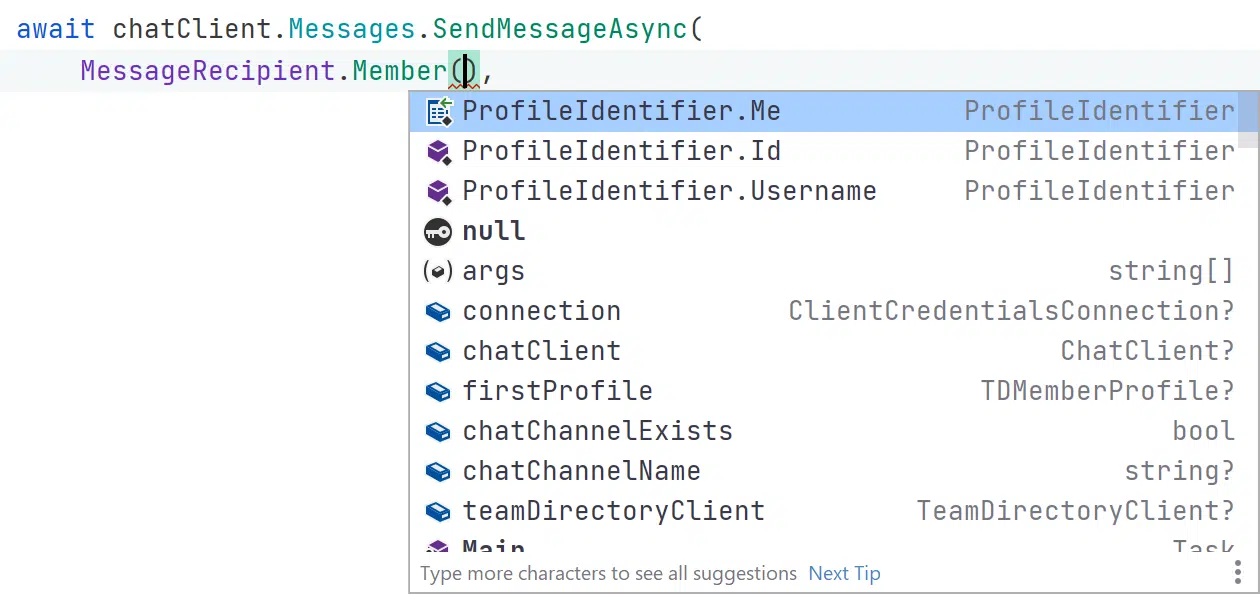 await chatClient.Messages.SendMessageAsync(
MessageRecipient.Member(),
ProfileIdentifier.Me ProfileIdentifier
ProfileIdentifier.Id ProfileIdentifier
ProfileIdentifier.Username ProfileIdentifier
null
args string[]
connection ClientCredentialsConnection?
chatClient ChatClient?
firstProfile TDMemberProfile?
chatChannelExists bool
chatChannelName string?
teamDirectoryClient TeamDirectoryClient?
Main Task
Type more characters to see all suggestions Next Tip